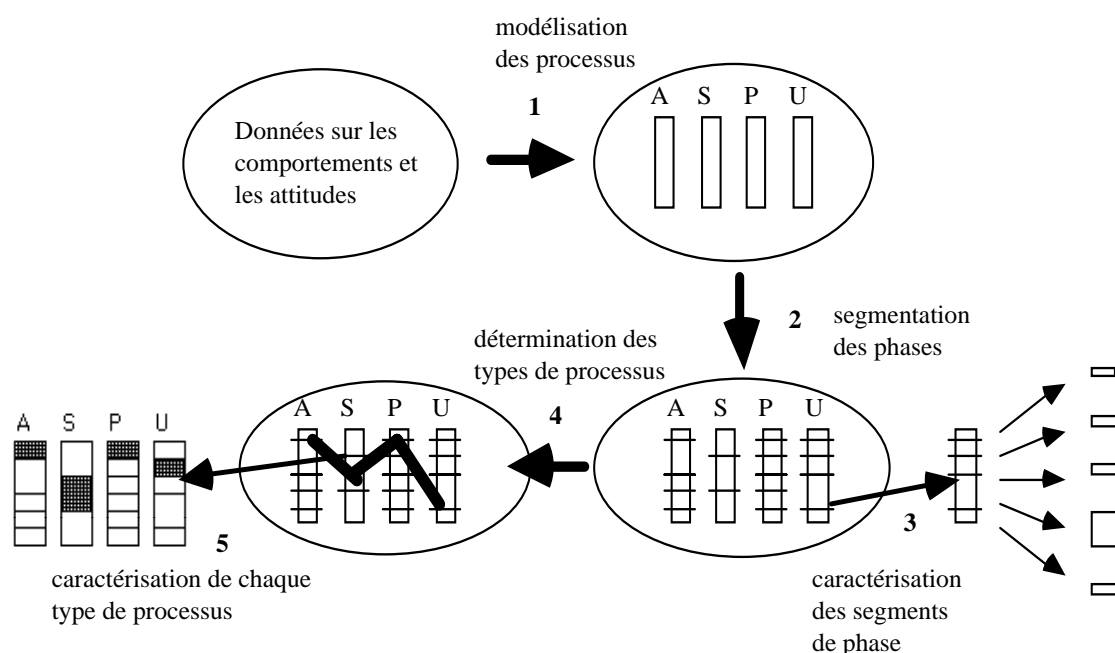 modélisation
des processus
1
Données sur les
comportements et
les attitudes
A S P U
2
segmentation
des phases
détermination des
types de processus
4
A S P U
A S P U
A S P U
3
caractérisation
des segments
de phase
5
caractérisation de chaque
type de processus